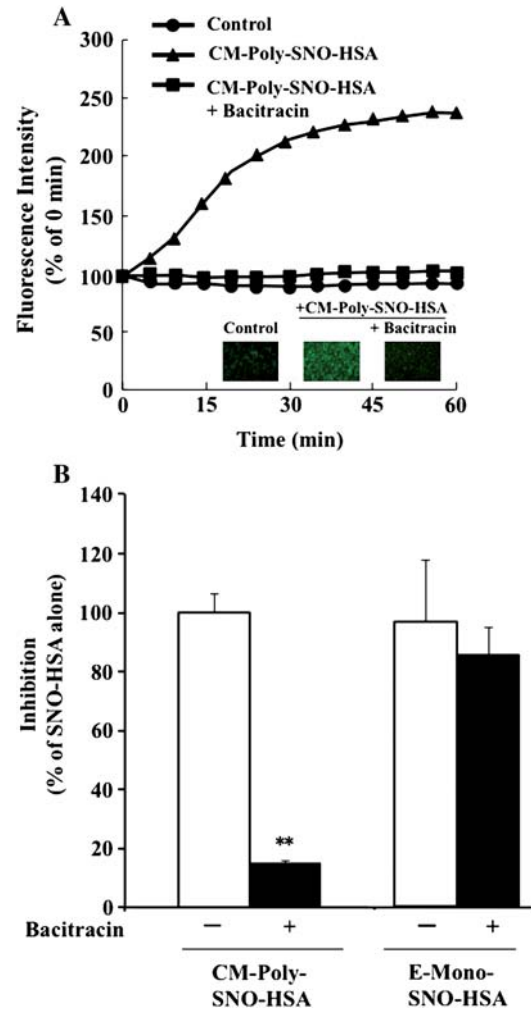 A
Control
CM-Poly-SNO-HSA
CM-Poly-SNO-HSA
+ Bacitracin
300
250
200
150
100
50
0
Fluorescence Intensity
(% of 0 min)
+CM-Poly-SNO-HSA
Control
+ Bacitracin
0
15
30
45
60
Time (min)
B
140
120
100
80
60
40
20
0
Inhibition
(% of SNO-HSA alone)
**
Bacitracin − + − +
CM-Poly-
SNO-HSA
E-Mono-
SNO-HSA